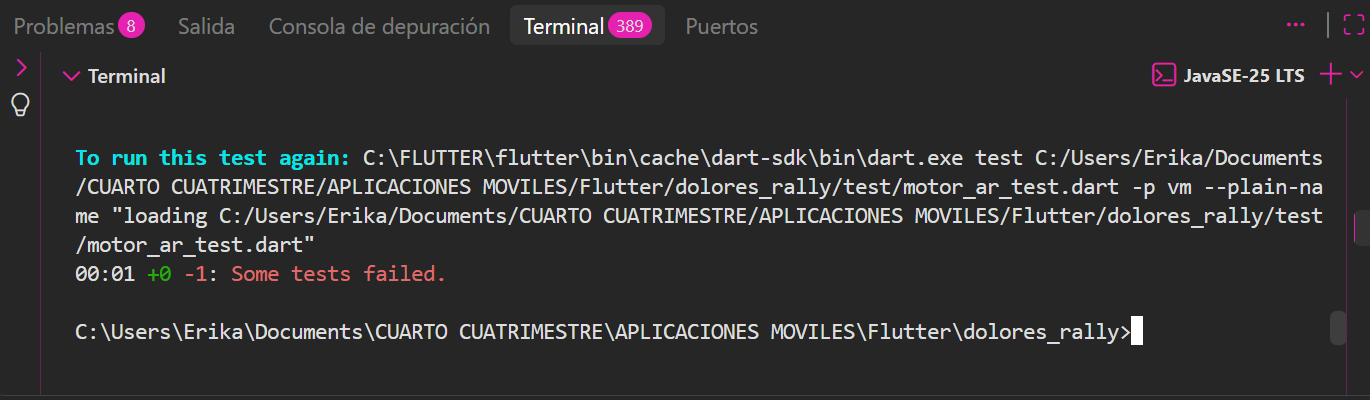 Problemas 8 Salida Consola de depuración Terminal 389 Puertos
Terminal JavaSE-25 LTS
To run this test again: C:\FLUTTER\flutter\bin\cache\dart-sdk\bin\dart.exe test C:/Users/Erika/Documents
/CUARTO CUATRIMESTRE/APLICACIONES MOVILES/Flutter/dolores_rally/test/motor_ar_test.dart -p vm --plain-na
me "loading C:/Users/Erika/Documents/CUARTO CUATRIMESTRE/APLICACIONES MOVILES/Flutter/dolores_rally/test
/motor_ar_test.dart"
00:01 +0 -1: Some tests failed.
C:\Users\Erika\Documents\CUARTO CUATRIMESTRE\APLICACIONES MOVILES\Flutter\dolores_rally>